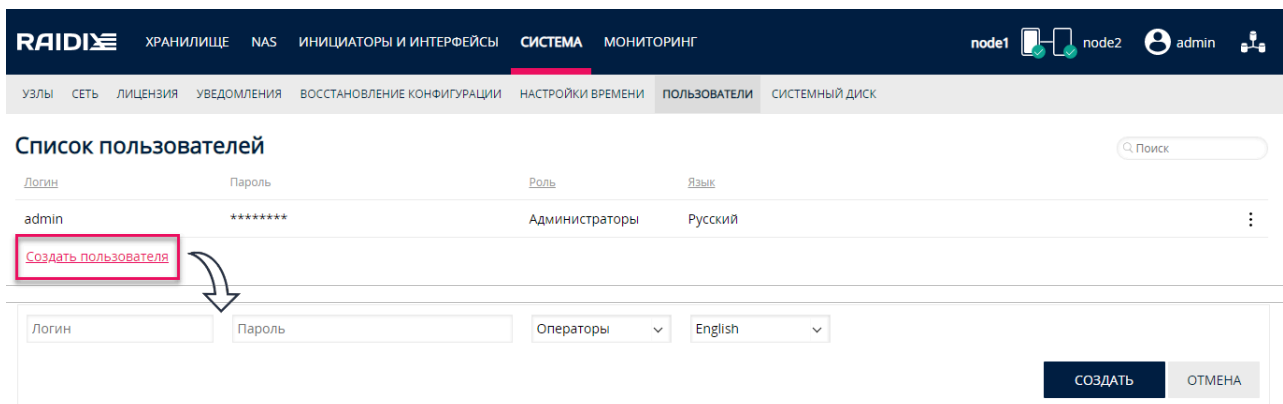 RAIDIX ХРАНИЛИЩЕ NAS ИНИЦИАТОРЫ И ИНТЕРФЕЙСЫ СИСТЕМА МОНИТОРИНГ node1 node2 admin
УЗЛЫ СЕТЬ ЛИЦЕНЗИЯ УВЕДОМЛЕНИЯ ВОССТАНОВЛЕНИЕ КОНФИГУРАЦИИ НАСТРОЙКИ ВРЕМЕНИ ПОЛЬЗОВАТЕЛИ СИСТЕМНЫЙ ДИСК
Список пользователей Поиск
Логин Пароль Роль Язык
admin ******** Администраторы Русский
Создать пользователя
Логин Пароль Операторы English
СОЗДАТЬ ОТМЕНА